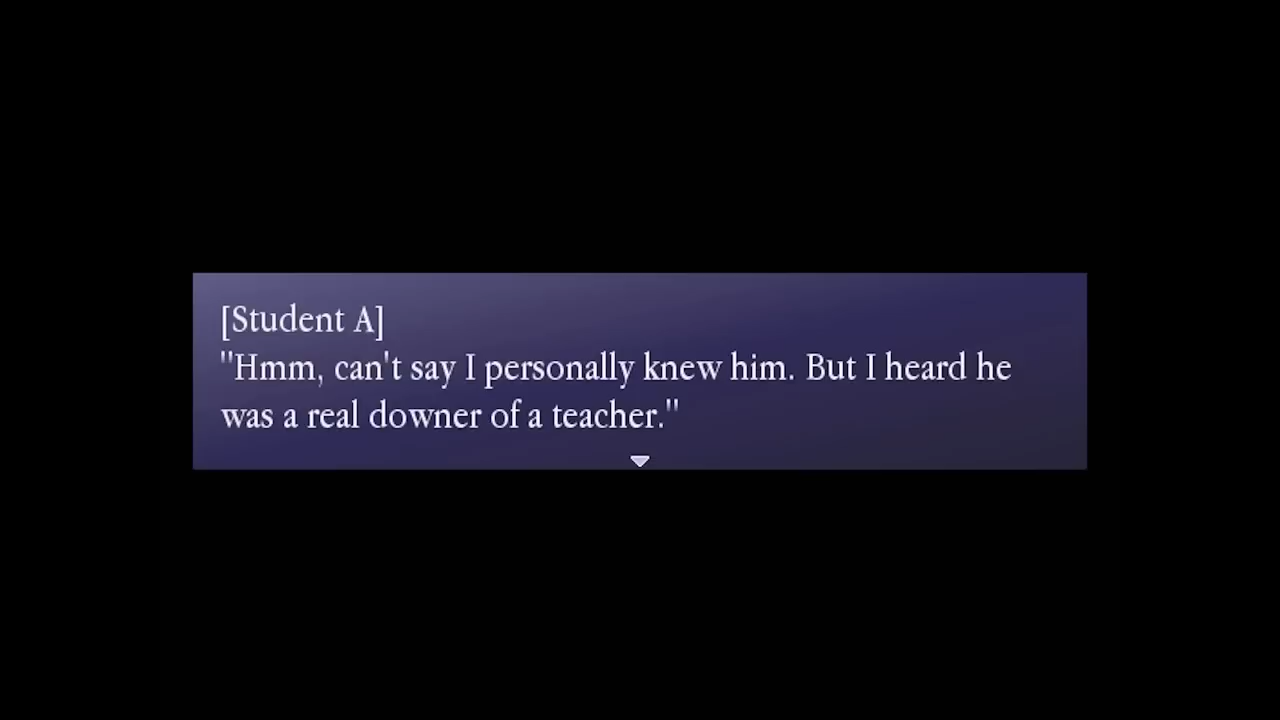 [Student A]
"Hmm, can't say I personally knew him. But I heard he
was a real downer of a teacher."